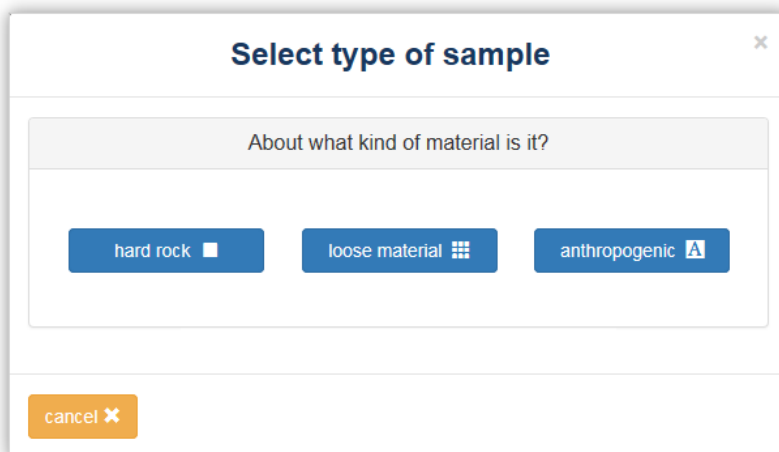 Select type of sample
×
About what kind of material is it?
hard rock
loose material
anthropogenic A
cancel ✖